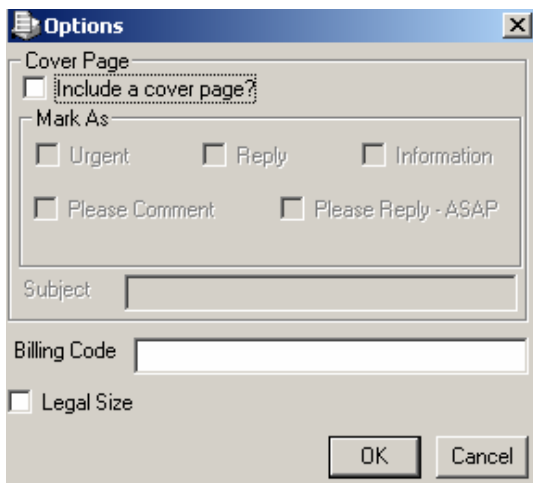 Options
Cover Page
Include a cover page?
Mark As
Urgent Reply Information
Please Comment Please Reply - ASAP
Subject
Billing Code
Legal Size
OK Cancel